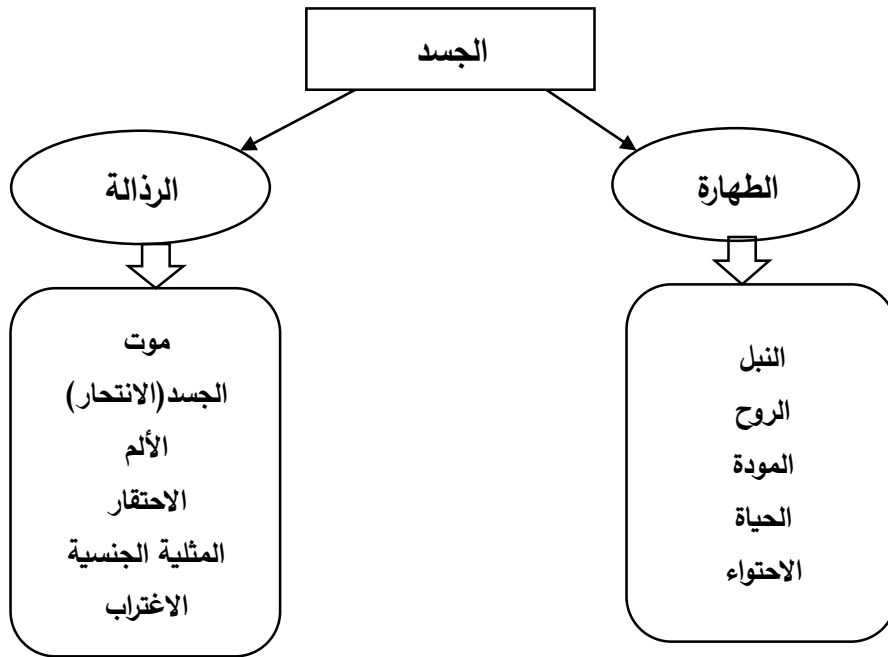 الجسد
الطهارة
الرذالة
النبل
الروح
المودة
الحياة
الاحتواء
موت
الجسد(الانتحار)
الألم
الاحتقار
المثلية الجنسية
الاغتراب